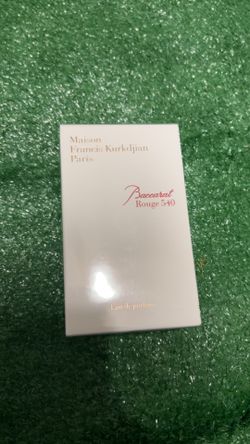 Maison
Francis Kurkdjian
Paris
Baccarat
Rouge 540
Eau de parfum